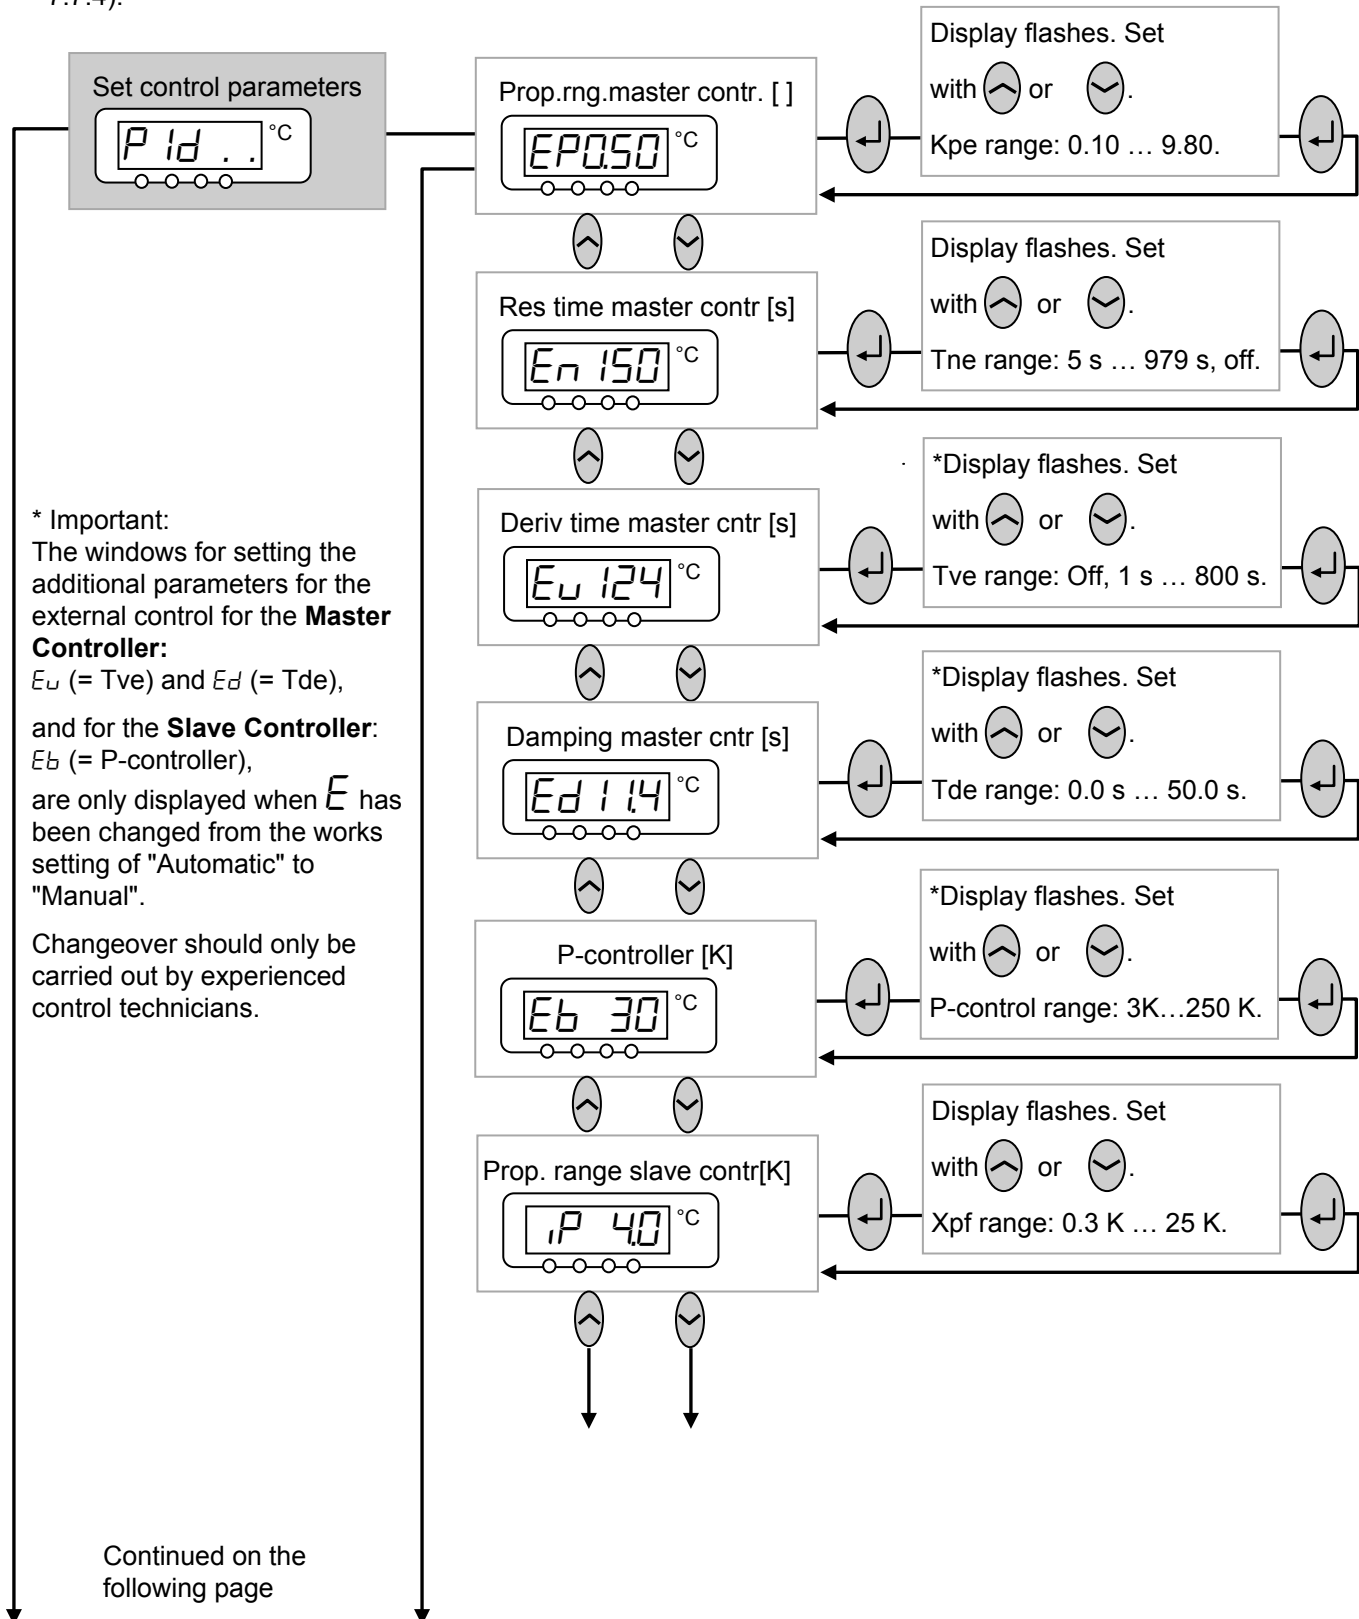 7.7.4).
Set control parameters
PId . .
°C
Prop.rng.master contr. [ ]
EP0.50
°C
Display flashes. Set
with or .
Kpe range: 0.10 … 9.80.
Res time master contr [s]
En 150
°C
Display flashes. Set
with or .
Tne range: 5 s … 979 s, off.
* Important:
The windows for setting the
additional parameters for the
external control for the Master
Controller:
Eu (= Tve) and Ed (= Tde),
and for the Slave Controller:
Eb (= P-controller),
are only displayed when E has
been changed from the works
setting of "Automatic" to
"Manual".
Changeover should only be
carried out by experienced
control technicians.
Deriv time master cntr [s]
Eu 124
°C
*Display flashes. Set
with or .
Tve range: Off, 1 s … 800 s.
Damping master cntr [s]
Ed 11.4
°C
*Display flashes. Set
with or .
Tde range: 0.0 s … 50.0 s.
P-controller [K]
Eb 30
°C
*Display flashes. Set
with or .
P-control range: 3K…250 K.
Prop. range slave contr[K]
iP 4.0
°C
Display flashes. Set
with or .
Xpf range: 0.3 K … 25 K.
Continued on the
following page